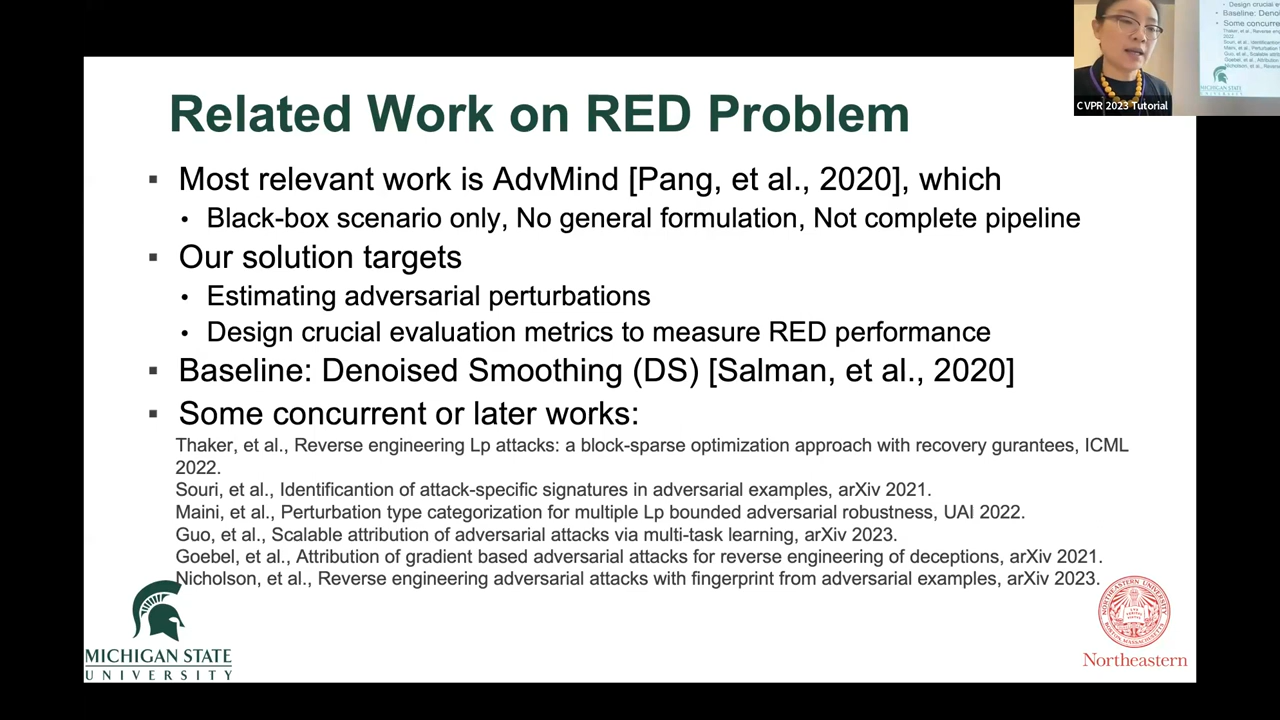 Design crucial
Baseline:
Some concurrent
CVPR 2023 Tutorial
Related Work on RED Problem
▪ Most relevant work is AdvMind [Pang, et al., 2020], which
• Black-box scenario only, No general formulation, Not complete pipeline
▪ Our solution targets
• Estimating adversarial perturbations
• Design crucial evaluation metrics to measure RED performance
▪ Baseline: Denoised Smoothing (DS) [Salman, et al., 2020]
▪ Some concurrent or later works:
Thaker, et al., Reverse engineering Lp attacks: a block-sparse optimization approach with recovery gurantees, ICML
2022.
Souri, et al., Identificantion of attack-specific signatures in adversarial examples, arXiv 2021.
Maini, et al., Perturbation type categorization for multiple Lp bounded adversarial robustness, UAI 2022.
Guo, et al., Scalable attribution of adversarial attacks via multi-task learning, arXiv 2023.
Goebel, et al., Attribution of gradient based adversarial attacks for reverse engineering of deceptions, arXiv 2021.
Nicholson, et al., Reverse engineering adversarial attacks with fingerprint from adversarial examples, arXiv 2023.
MICHIGAN STATE
UNIVERSITY
Northeastern